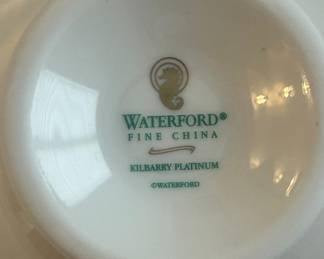 WATERFORD®
FINE CHINA
KILBARRY PLATINUM
©WATERFORD